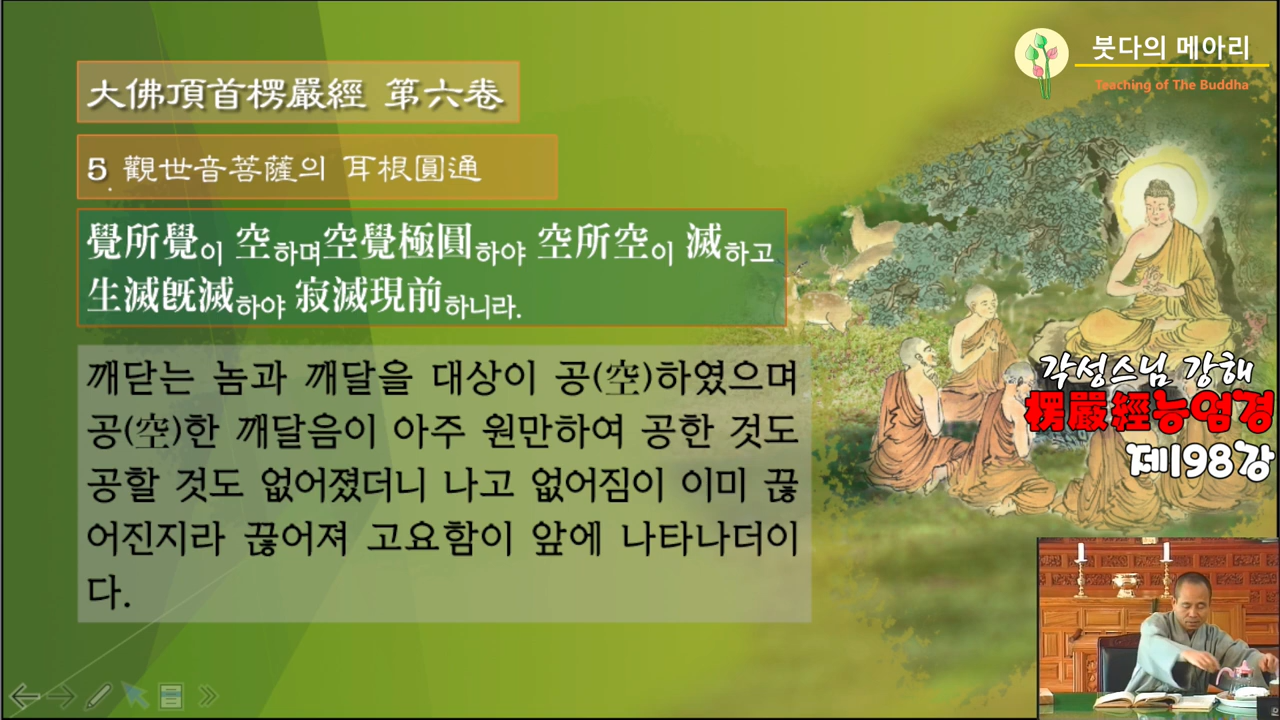 大佛頂首楞嚴經 第六卷
5. 觀世音菩薩의 耳根圓通
覺所覺이 空하며空覺極圓하야 空所空이 滅하고
生滅旣滅하야 寂滅現前하니라.
깨닫는 놈과 깨달을 대상이 공(空)하였으며
공(空)한 깨달음이 아주 원만하여 공한 것도
공할 것도 없어졌더니 나고 없어짐이 이미 끊
어진지라 끊어져 고요함이 앞에 나타나더이
다.
붓다의 메아리
Teaching of The Buddha
각성스님 강해
楞嚴經능엄경
제198강